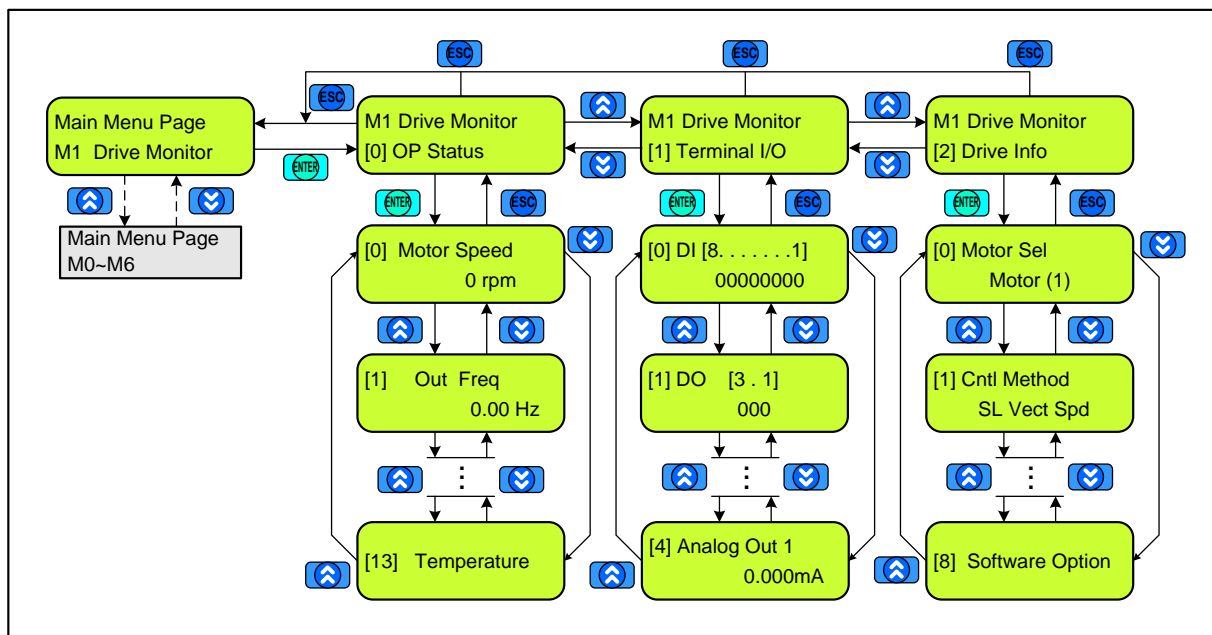 ESC
ESC
ESC
ESC
Main Menu Page
M1 Drive Monitor
ENTER
M1 Drive Monitor
[0] OP Status
M1 Drive Monitor
[1] Terminal I/O
M1 Drive Monitor
[2] Drive Info
ENTER
ESC
ENTER
ESC
ENTER
ESC
Main Menu Page
M0~M6
[0] Motor Speed
0 rpm
[0] DI [8. . . . . . .1]
00000000
[0] Motor Sel
Motor (1)
[1] Out Freq
0.00 Hz
[1] DO [3 . 1]
000
[1] Cntl Method
SL Vect Spd
[13] Temperature
[4] Analog Out 1
0.000mA
[8] Software Option